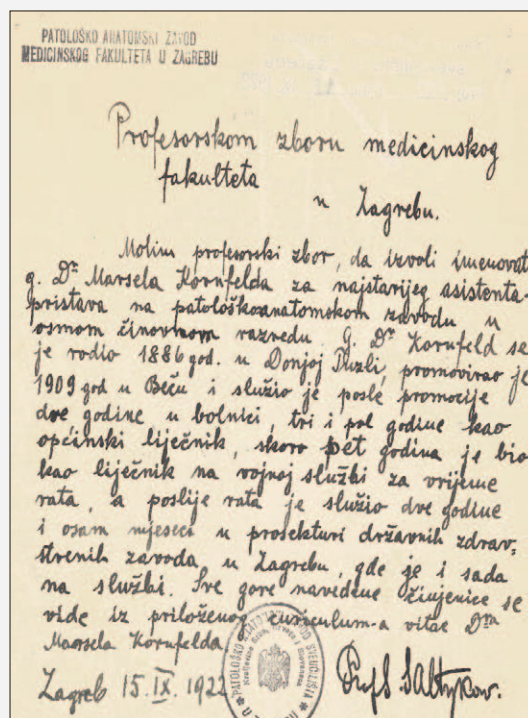 PATOLOŠKO ANATOMSKI ZAVOD
MEDICINSKOG FAKULTETA U ZAGREBU
Profesorskom zboru medicinskog
fakulteta
u Zagrebu.
Molim profesorski zbor, da izvoli imenovat
g. Dr Marsela Kornfelda za najstarijeg asistenta-
pristava na patološkoanatomskom zavodu u
osmom činovnom razredu. G. Dr Kornfeld se
je rodio 1886 god. u Donjoj Tuzli, promovirao je
1909 god u Beču i služio je posle promocije
dve godine u bolnici, tri i pol godine kao
općinski liječnik, skoro pet godina je bio
kao liječnik na vojnoj službi za vrijeme
rata, a poslije rata je služio dve godine
i osam mjeseci u prosekturi državnih zdrav-
stvenih zavoda u Zagrebu, gde je i sada
na službi. Sve gore navedene činjenice se
vide iz priloženog curiculum-a vitae Dra
Marsela Kornfelda.
Zagreb 15.IX.1922
Prof S. Saltykow.